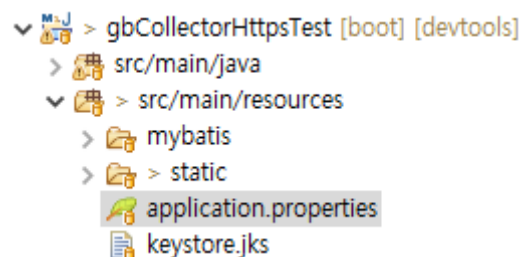 > gbCollectorHttpsTest [boot] [devtools]
src/main/java
> src/main/resources
mybatis
> static
application.properties
keystore.jks